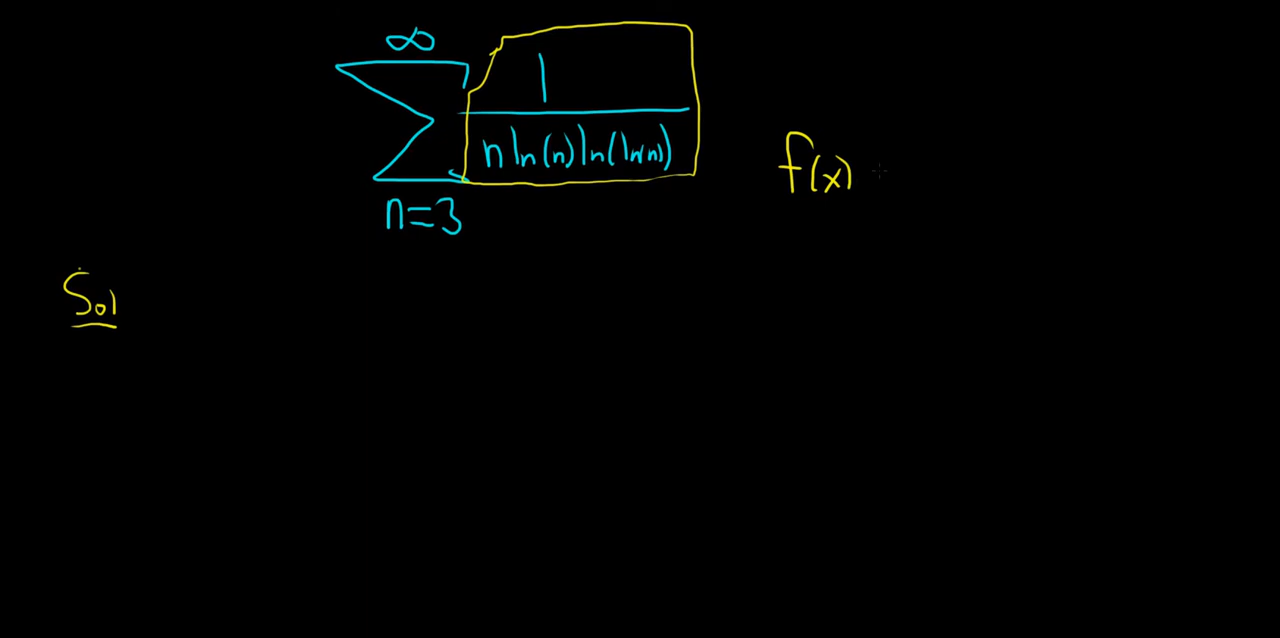 ∞
∑ 1 / n ln(n) ln(ln(n))
n=3
f(x)
Sol